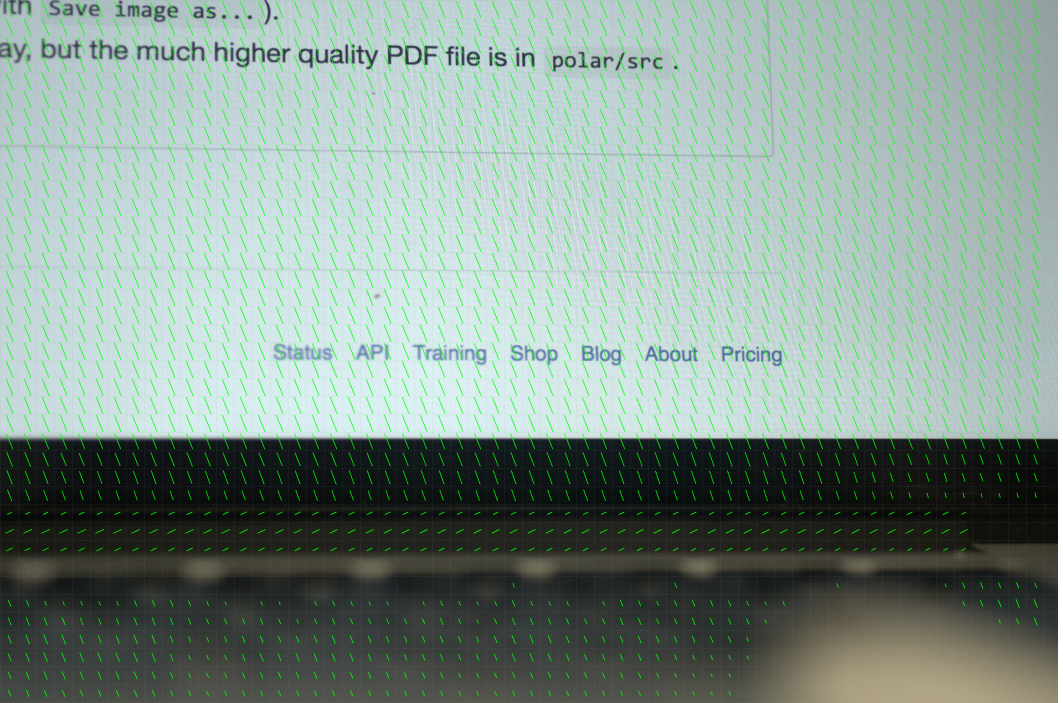 with Save image as... ).
ay, but the much higher quality PDF file is in polar/src .
Status API Training Shop Blog About Pricing